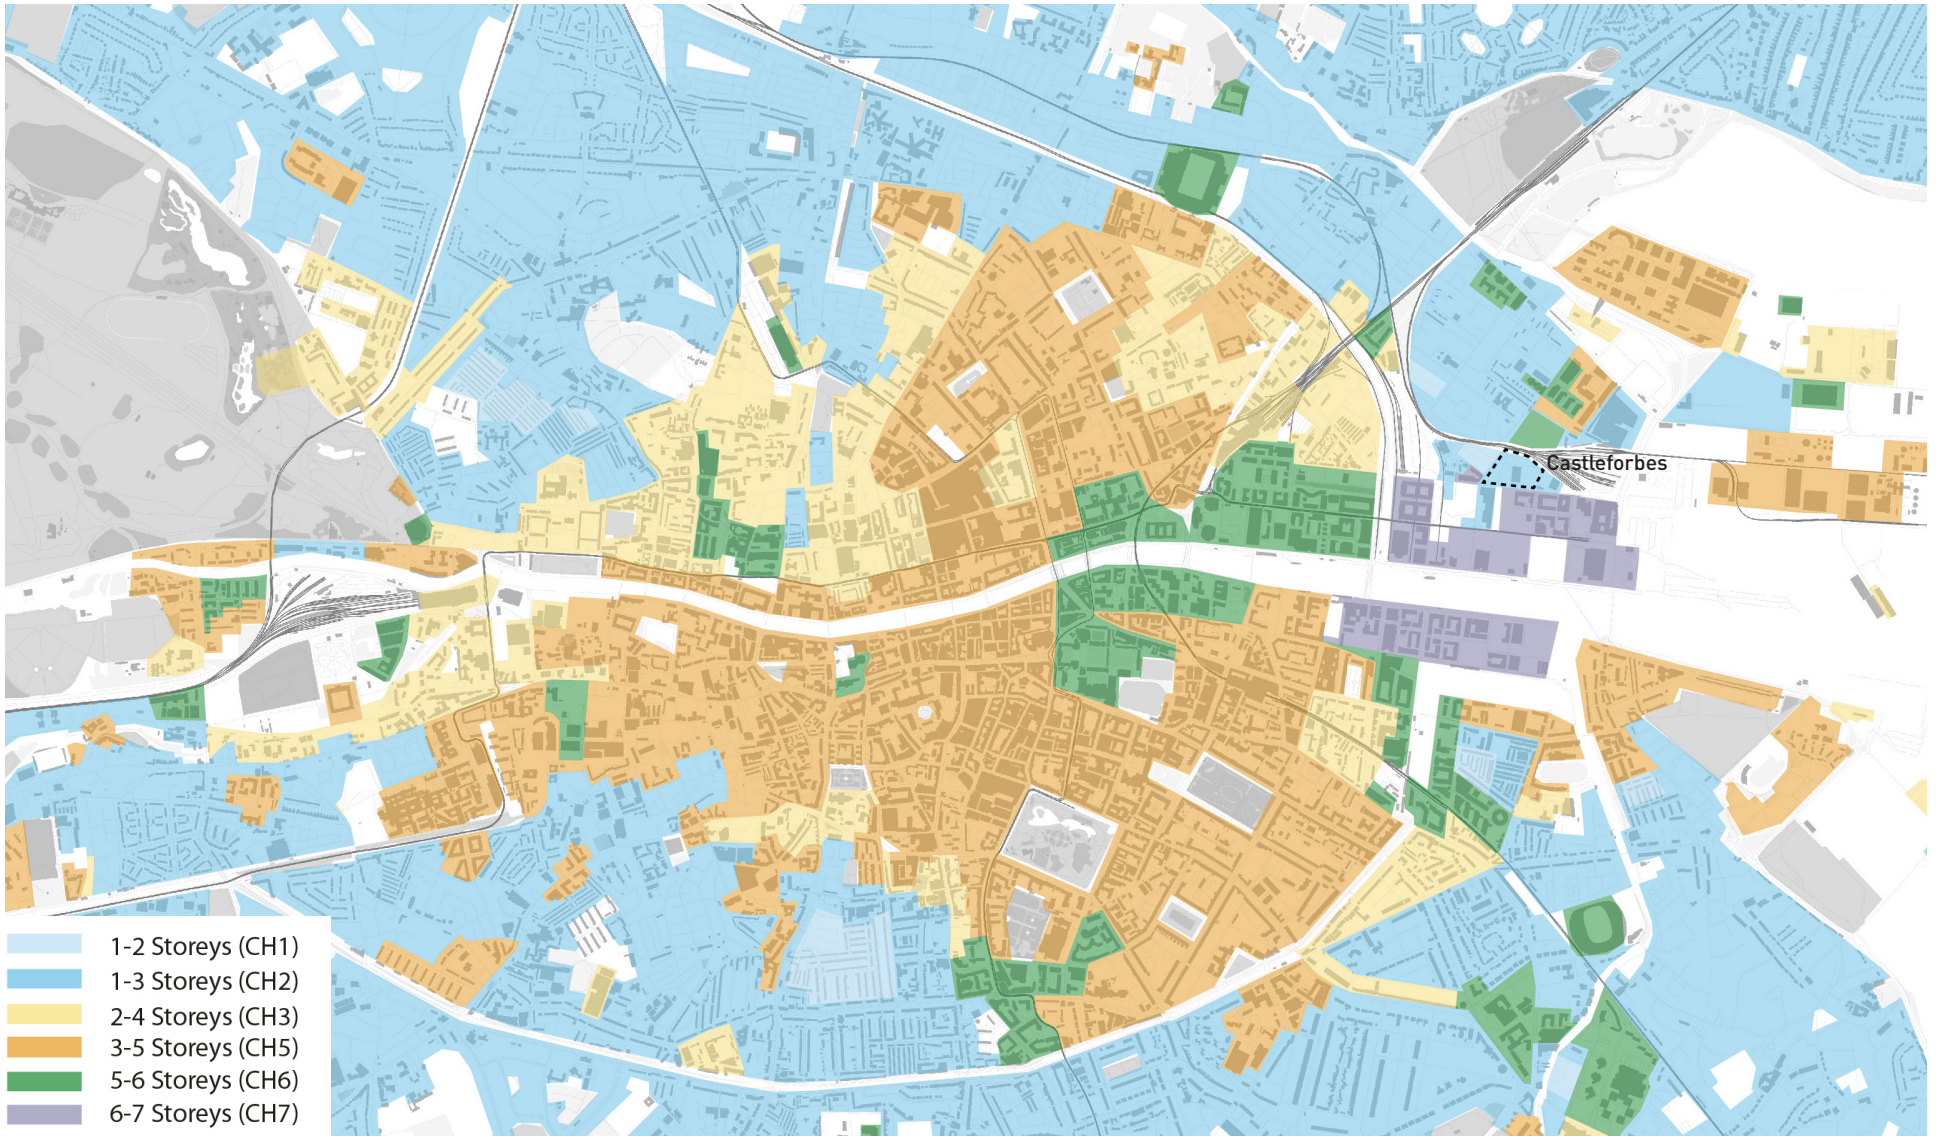 Castleforbes
1-2 Storeys (CH1)
1-3 Storeys (CH2)
2-4 Storeys (CH3)
3-5 Storeys (CH5)
5-6 Storeys (CH6)
6-7 Storeys (CH7)